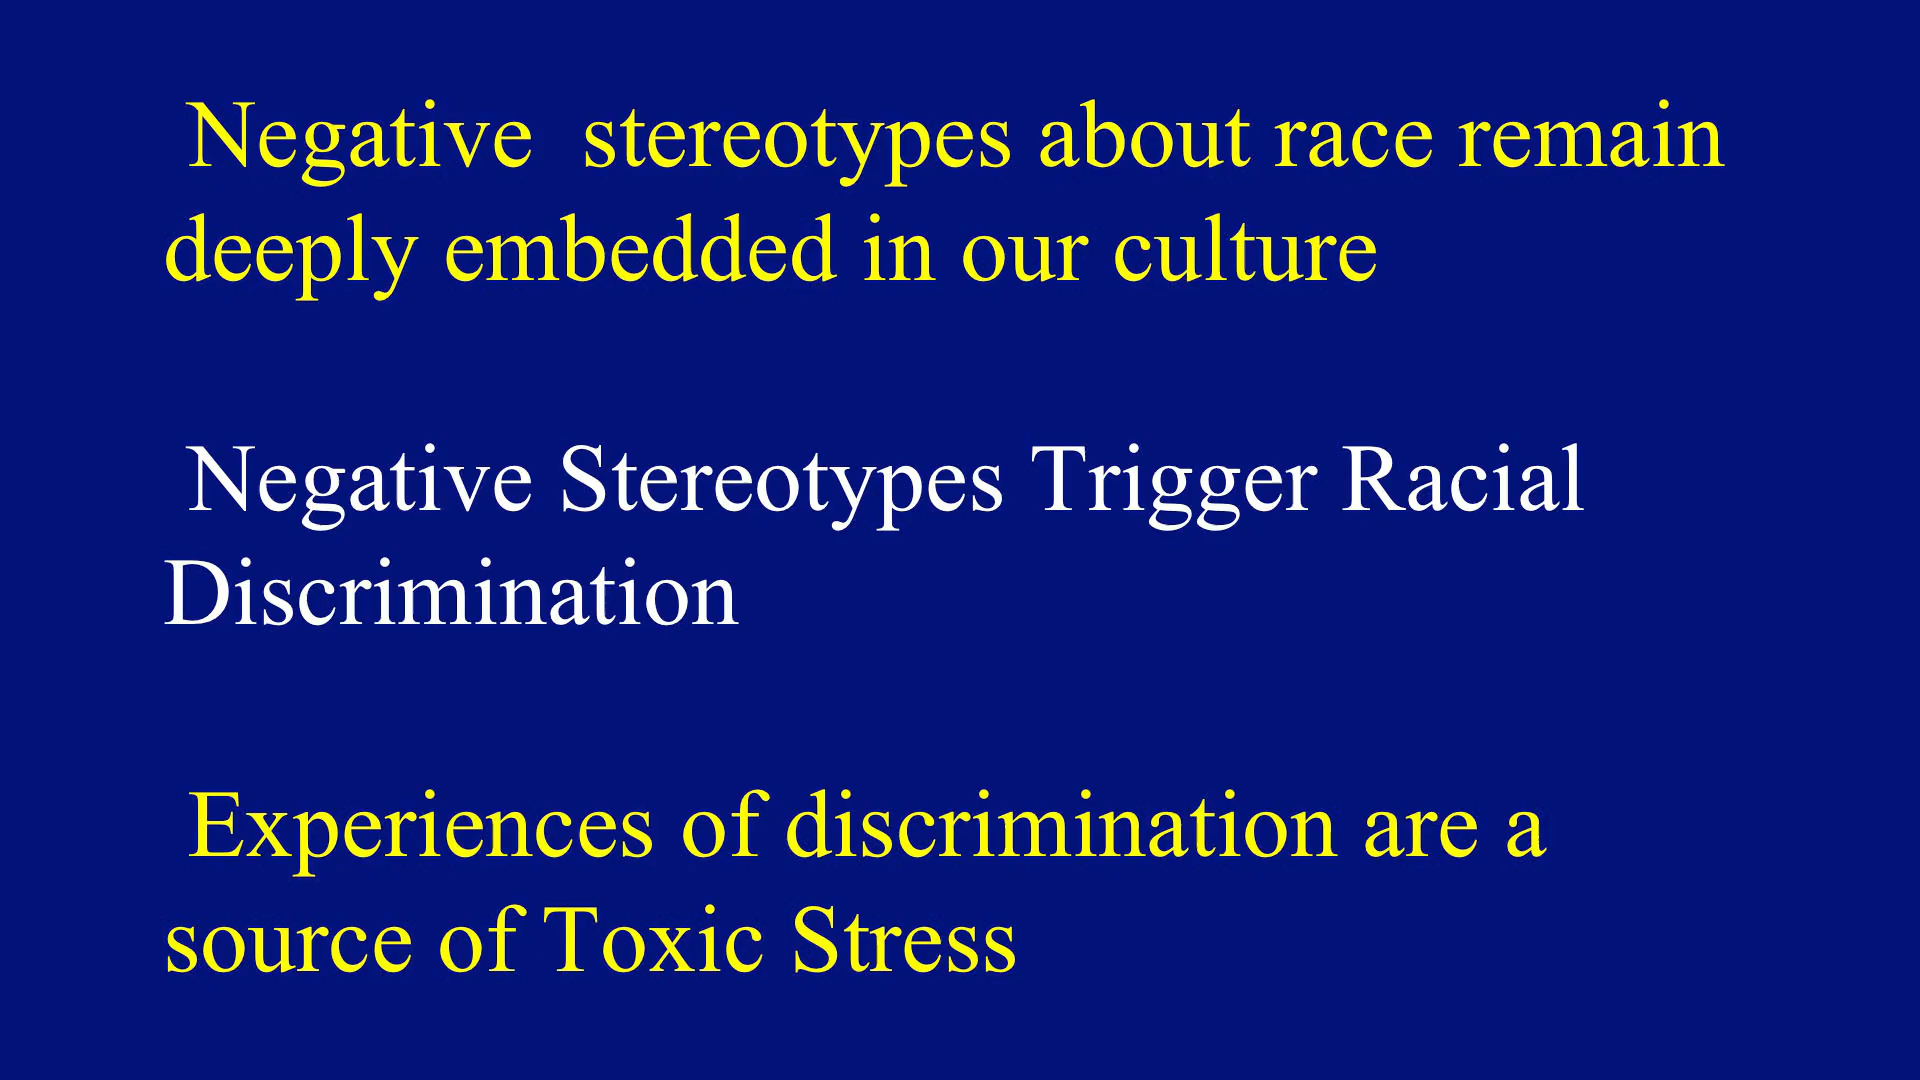 Negative  stereotypes about race remain
deeply embedded in our culture
Negative Stereotypes Trigger Racial
Discrimination
Experiences of discrimination are a
source of Toxic Stress